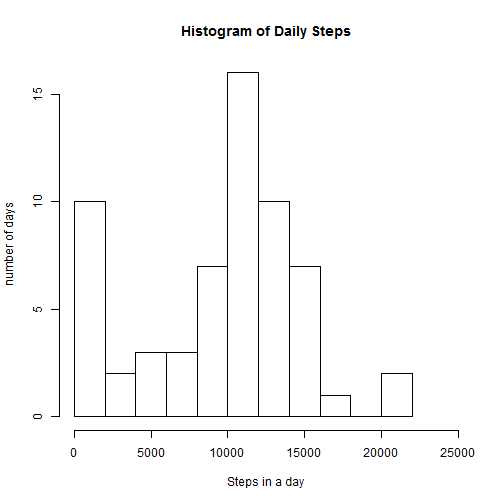 Histogram of Daily Steps
number of days
15
10
5
0
0 5000 10000 15000 20000 25000
Steps in a day